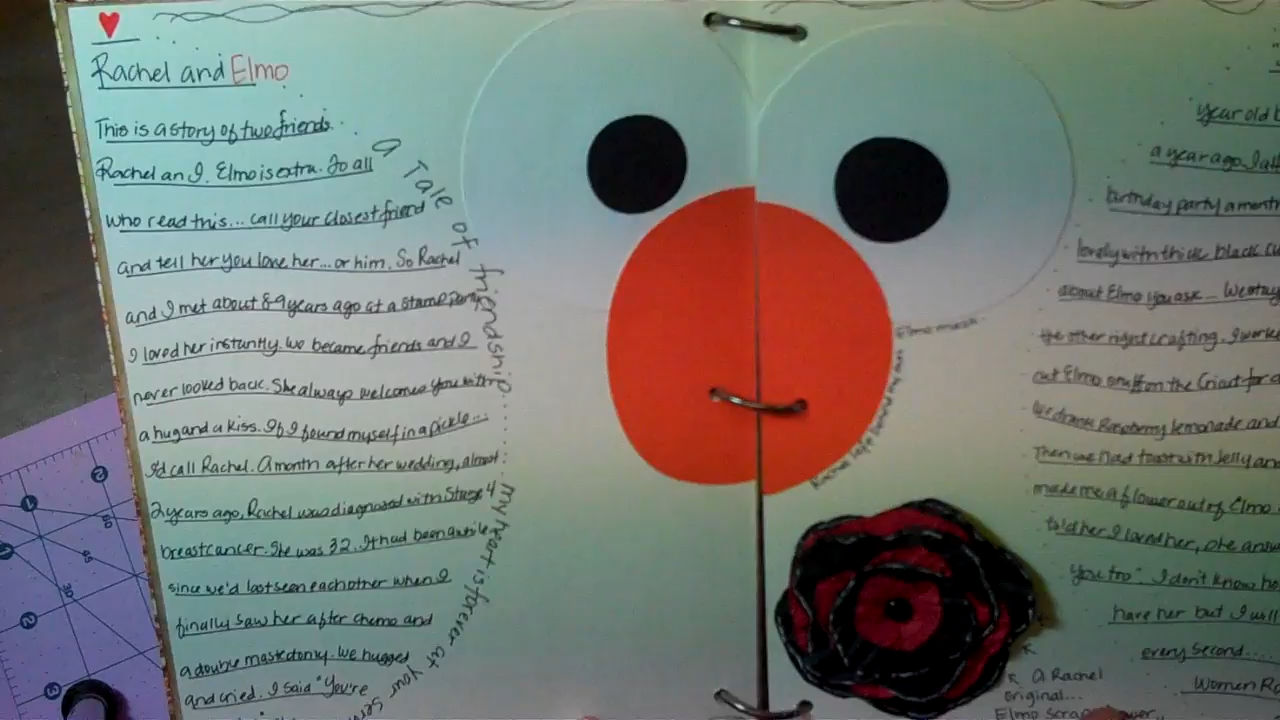 Rachel and Elmo
This is a story of two friends.
Rachel an I. Elmo is extra. To all
who read this... call your closest friend
and tell her you love her... or him. So Rachel
and I met about 8-9 years ago at a stamp party
I loved her instantly. We became friends and I
never looked back. She always welcomes you with
a hug and a kiss. If I found myself in a pickle...
I'd call Rachel. A month after her wedding, almost
2 years ago, Rachel was diagnosed with Stage 4
breast cancer. She was 32. It had been awhile
since we'd last seen each other when I
finally saw her after chemo and
a double mastectomy. We hugged
and cried. I said "You're
A Tale of friendship..... my heart is forever at your
Elmo
Rachel
year old
a year ago I
birthday party a month
lovely with thick black
about Elmo you ask... We stay
the other night crafting. I worked
cut Elmo stuff on the Cricut for a
We drank Raspberry lemonade and
Then we had toast with Jelly and
made me a flower out of Elmo
told her I loved her, she
you too". I don't know
have her but I will
every second.....
Women
A Rachel
original...
Elmo scrap flower